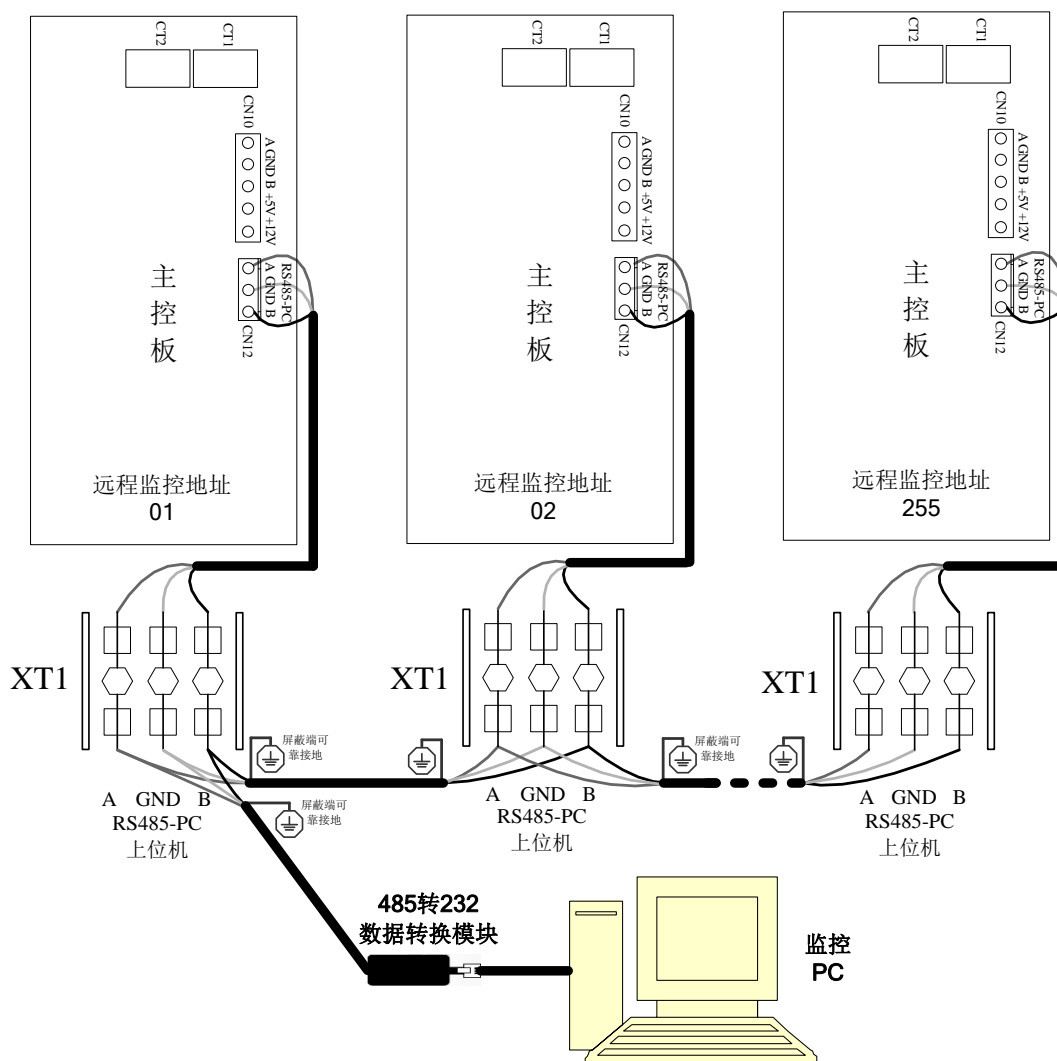 CT2
CT1
CN10
A GND B +5V +12V
RS485-PC
A GND B
CN12
主
控
板
远程监控地址
01
CT2
CT1
CN10
A GND B +5V +12V
RS485-PC
A GND B
CN12
主
控
板
远程监控地址
02
CT2
CT1
CN10
A GND B +5V +12V
RS485-PC
A GND B
CN12
主
控
板
远程监控地址
255
XT1
XT1
XT1
屏蔽端可
靠接地
屏蔽端可
靠接地
屏蔽端可
靠接地
A GND B
RS485-PC
上位机
A GND B
RS485-PC
上位机
A GND B
RS485-PC
上位机
485转232
数据转换模块
监控
PC